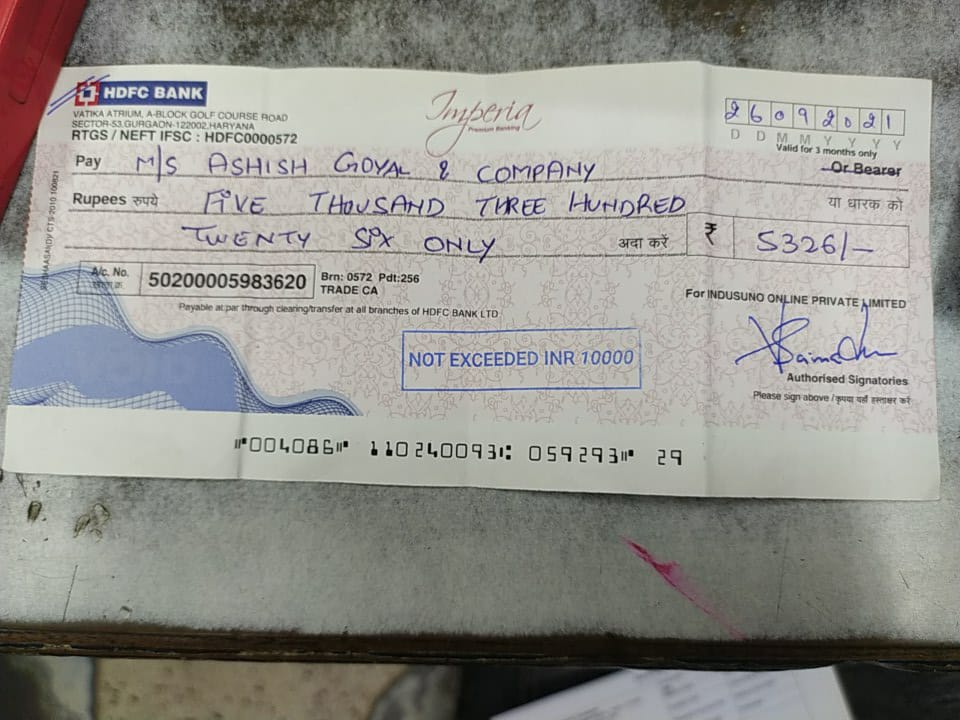 HDFC BANK
VATIKA ATRIUM, A-BLOCK GOLF COURSE ROAD
SECTOR-53, GURGAON-122002, HARYANA
RTGS / NEFT IFSC : HDFC0000572
Imperia
Premium Banking
26092021
D D M M Y Y Y Y
Valid for 3 months only
Pay M/S ASHISH GOYAL & COMPANY Or Bearer
Rupees रुपये FIVE THOUSAND THREE HUNDRED या धारक को
TWENTY SIX ONLY अदा करें ₹ 5326/-
A/c. No. 50200005983620 Brn: 0572 Pdt:256
TRADE CA
Payable at par through clearing/transfer at all branches of HDFC BANK LTD
For INDUSUNO ONLINE PRIVATE LIMITED
NOT EXCEEDED INR 10000
Authorised Signatories
Please sign above / कृपया यहाँ हस्ताक्षर करें
⑈004086⑈ 110240093⑆ 059293⑈ 29